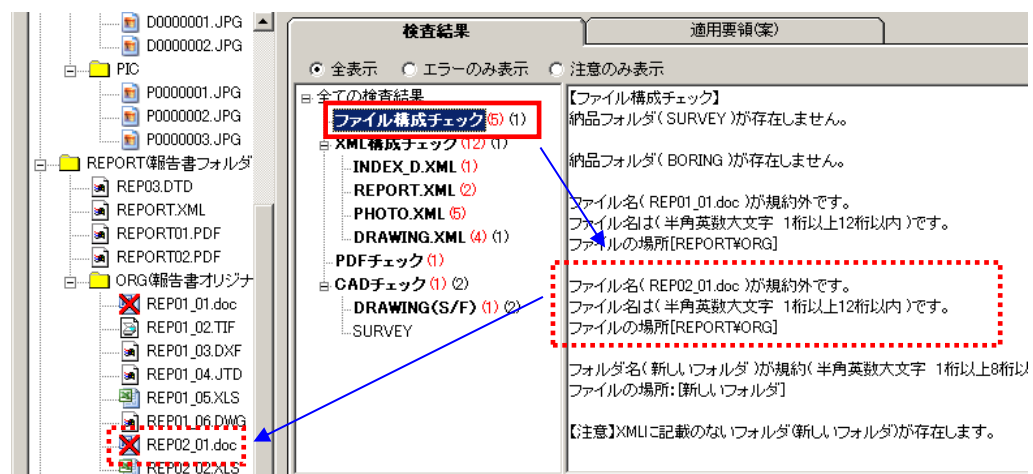 D0000001.JPG
D0000002.JPG
PIC
P0000001.JPG
P0000002.JPG
P0000003.JPG
REPORT(報告書フォルダ
REP03.DTD
REPORT.XML
REPORT01.PDF
REPORT02.PDF
ORG(報告書オリジナ
REP01_01.doc
REP01_02.TIF
REP01_03.DXF
REP01_04.JTD
REP01_05.XLS
REP01_06.DWG
REP02_01.doc
REP02_02.XLS
検査結果
適用要領(案)
全表示 エラーのみ表示 注意のみ表示
全ての検査結果
ファイル構成チェック (5) (1)
XML構成チェック (12) (1)
INDEX_D.XML (1)
REPORT.XML (2)
PHOTO.XML (5)
DRAWING.XML (4) (1)
PDFチェック (1)
CADチェック (1) (2)
DRAWING(S/F) (1) (2)
SURVEY
【ファイル構成チェック】
納品フォルダ( SURVEY )が存在しません。
納品フォルダ( BORING )が存在しません。
ファイル名( REP01_01.doc )が規約外です。
ファイル名は( 半角英数大文字 1桁以上12桁以内 )です。
ファイルの場所[REPORT¥ORG]
ファイル名( REP02_01.doc )が規約外です。
ファイル名は( 半角英数大文字 1桁以上12桁以内 )です。
ファイルの場所[REPORT¥ORG]
フォルダ名( 新しいフォルダ )が規約( 半角英数大文字 1桁以上8桁以
ファイルの場所: [新しいフォルダ]
【注意】XMLに記載のないフォルダ(新しいフォルダ)が存在します。